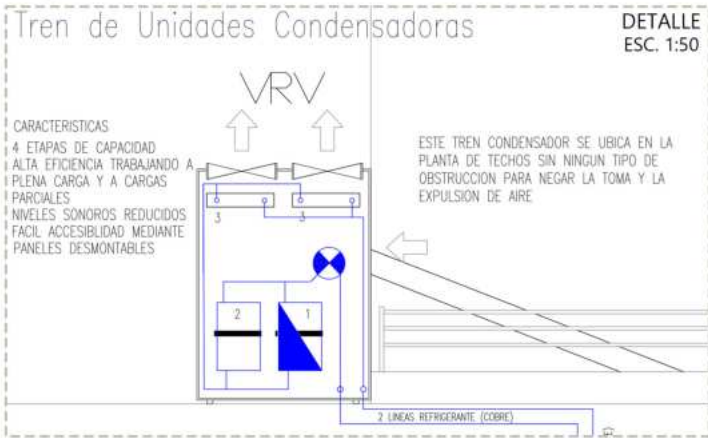 Tren de Unidades Condensadoras
DETALLE
ESC. 1:50
VRV
CARACTERISTICAS
4 ETAPAS DE CAPACIDAD
ALTA EFICIENCIA TRABAJANDO A
PLENA CARGA Y A CARGAS
PARCIALES
NIVELES SONOROS REDUCIDOS
FACIL ACCESIBLIDAD MEDIANTE
PANELES DESMONTABLES
ESTE TREN CONDENSADOR SE UBICA EN LA
PLANTA DE TECHOS SIN NINGUN TIPO DE
OBSTRUCCION PARA NEGAR LA TOMA Y LA
EXPULSION DE AIRE
3
3
2
1
2 LINEAS REFRIGERANTE (COBRE)